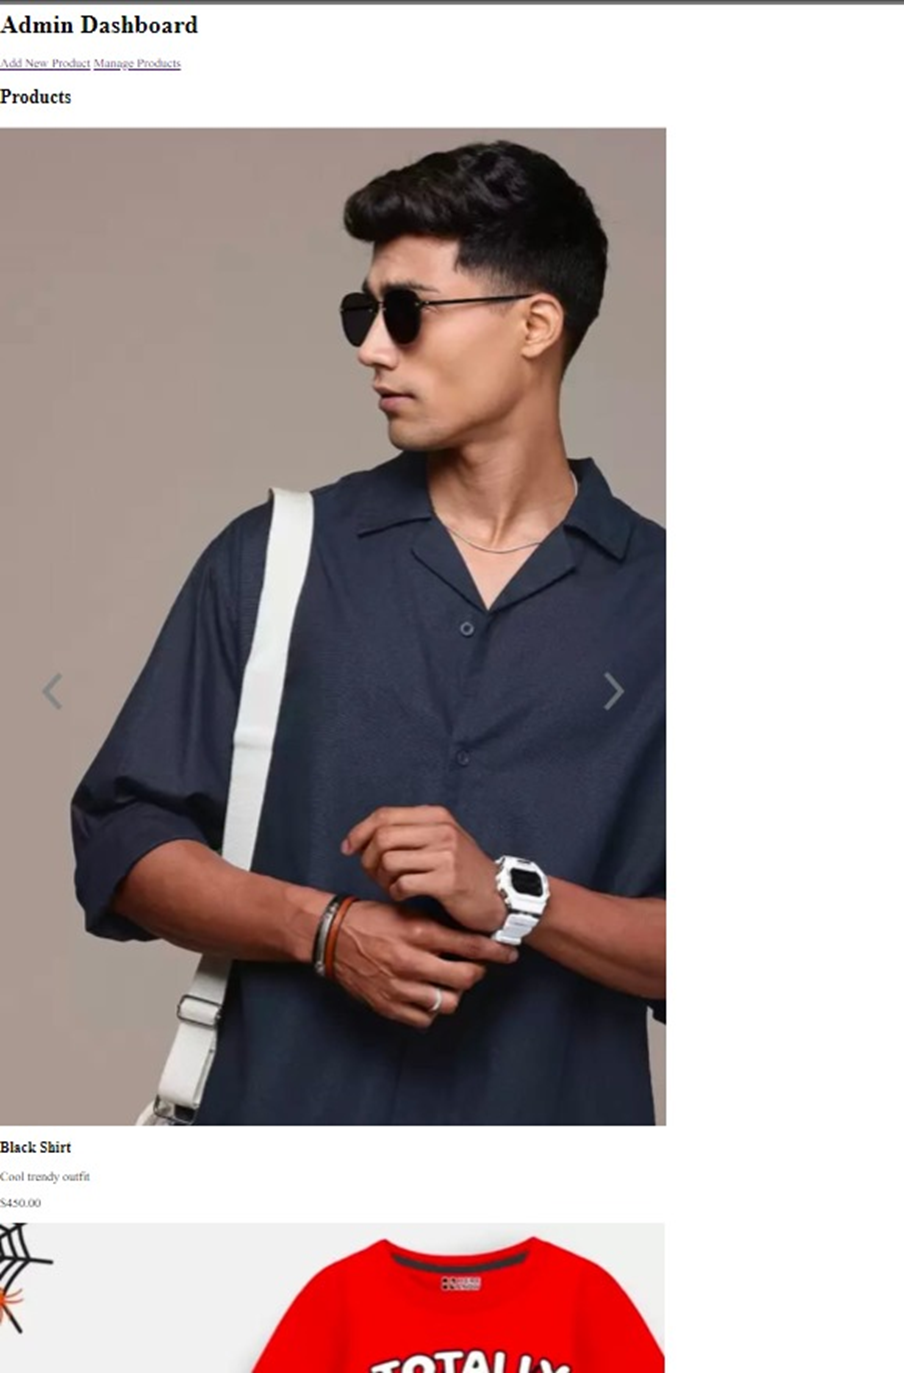 Admin Dashboard
Add New Product Manage Products
Products
Black Shirt
Cool trendy outfit
$450.00
TOTALLY